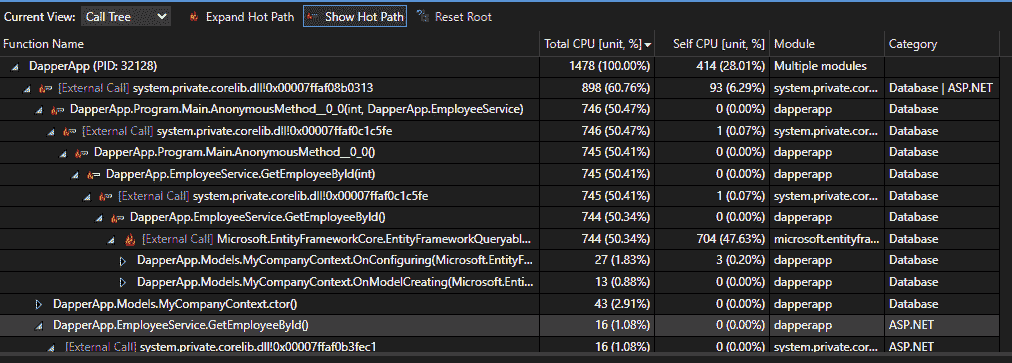 Current View: Call Tree Expand Hot Path Show Hot Path Reset Root
Function Name Total CPU [unit, %] Self CPU [unit, %] Module Category
DapperApp (PID: 32128) 1478 (100.00%) 414 (28.01%) Multiple modules
[External Call] system.private.corelib.dll!0x00007ffaf08b0313 898 (60.76%) 93 (6.29%) system.private.cor... Database | ASP.NET
DapperApp.Program.Main.AnonymousMethod__0_0(int, DapperApp.EmployeeService) 746 (50.47%) 0 (0.00%) dapperapp Database
[External Call] system.private.corelib.dll!0x00007ffaf0c1c5fe 746 (50.47%) 1 (0.07%) system.private.cor... Database
DapperApp.Program.Main.AnonymousMethod__0_0() 745 (50.41%) 0 (0.00%) dapperapp Database
DapperApp.EmployeeService.GetEmployeeById(int) 745 (50.41%) 0 (0.00%) dapperapp Database
[External Call] system.private.corelib.dll!0x00007ffaf0c1c5fe 745 (50.41%) 1 (0.07%) system.private.cor... Database
DapperApp.EmployeeService.GetEmployeeById() 744 (50.34%) 0 (0.00%) dapperapp Database
[External Call] Microsoft.EntityFrameworkCore.EntityFrameworkQueryabl... 744 (50.34%) 704 (47.63%) microsoft.entityfra... Database
DapperApp.Models.MyCompanyContext.OnConfiguring(Microsoft.EntityF... 27 (1.83%) 3 (0.20%) dapperapp Database
DapperApp.Models.MyCompanyContext.OnModelCreating(Microsoft.Enti... 13 (0.88%) 0 (0.00%) dapperapp Database
DapperApp.Models.MyCompanyContext.ctor() 43 (2.91%) 0 (0.00%) dapperapp Database
DapperApp.EmployeeService.GetEmployeeById() 16 (1.08%) 0 (0.00%) dapperapp ASP.NET
[External Call] system.private.corelib.dll!0x00007ffaf0b3fec1 16 (1.08%) 0 (0.00%) system.private.cor... ASP.NET